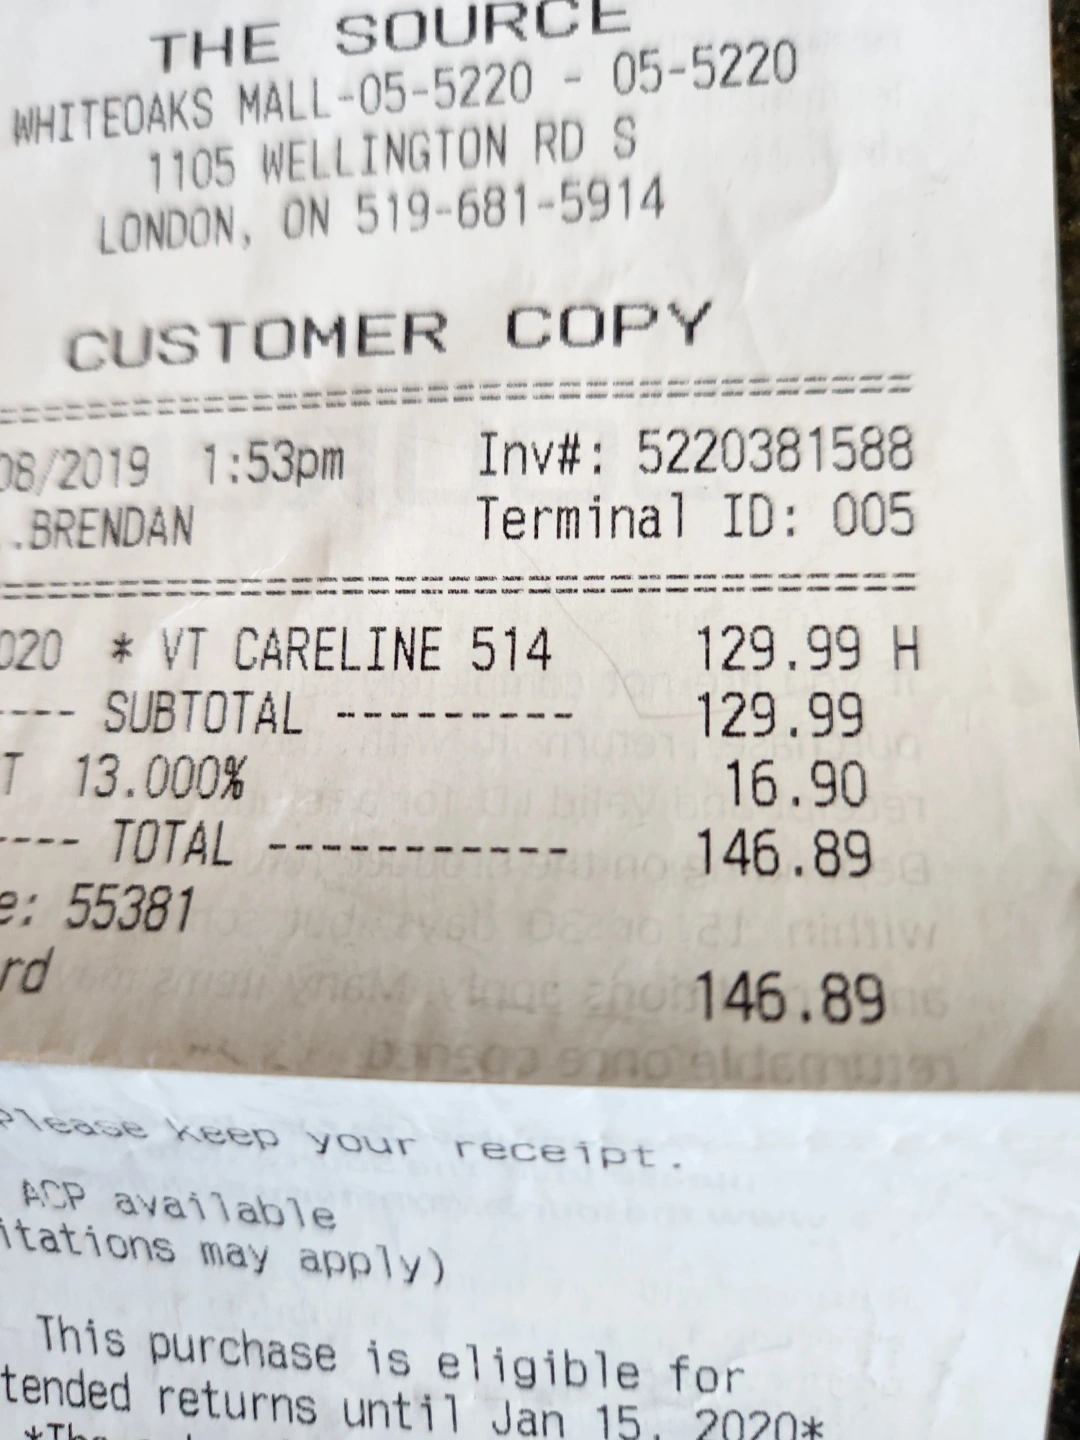 THE SOURCE
WHITEOAKS MALL-05-5220 - 05-5220
1105 WELLINGTON RD S
LONDON, ON 519-681-5914
CUSTOMER COPY
08/2019 1:53pm Inv#: 5220381588
.BRENDAN Terminal ID: 005
020 * VT CARELINE 514 129.99 H
---- SUBTOTAL --------- 129.99
T 13.000% 16.90
---- TOTAL ----------- 146.89
e: 55381
rd 146.89
Please keep your receipt.
ACP available
itations may apply)
This purchase is eligible for
tended returns until Jan 15, 2020*